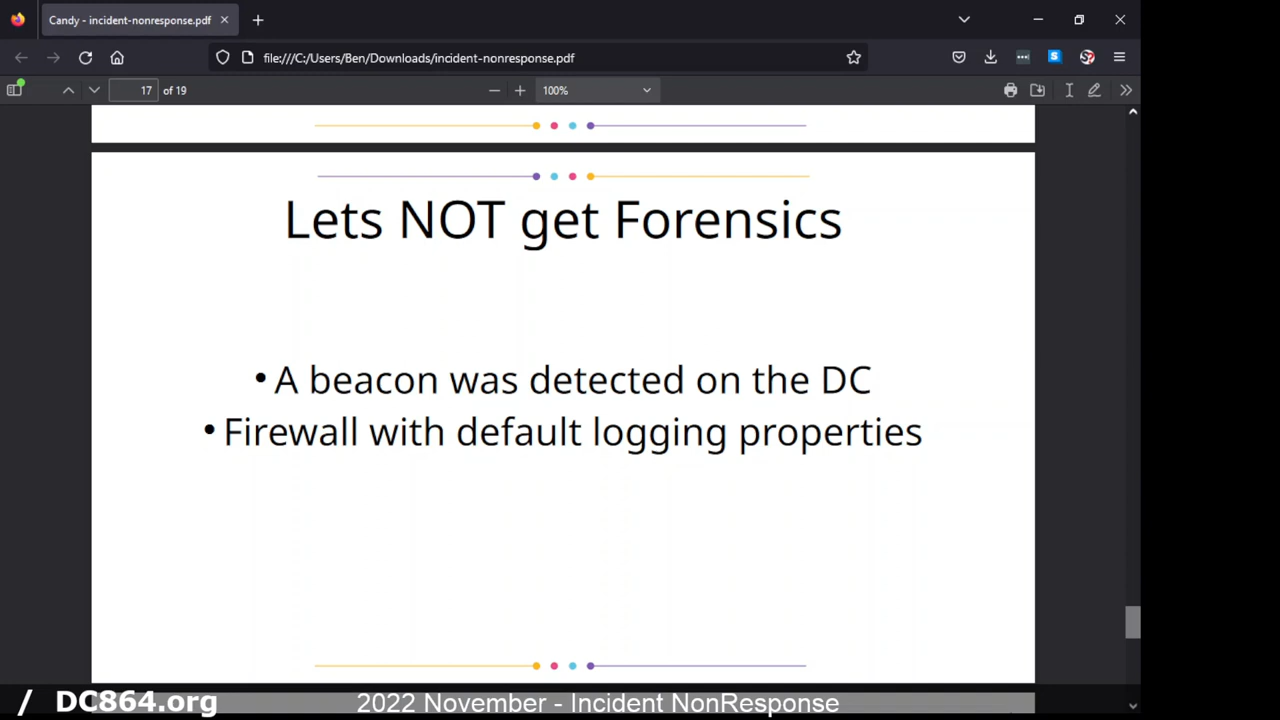 Candy - incident-nonresponse.pdf
file:///C:/Users/Ben/Downloads/incident-nonresponse.pdf
17 of 19
100%
Lets NOT get Forensics
• A beacon was detected on the DC
• Firewall with default logging properties
/ DC864.org
2022 November - Incident NonResponse